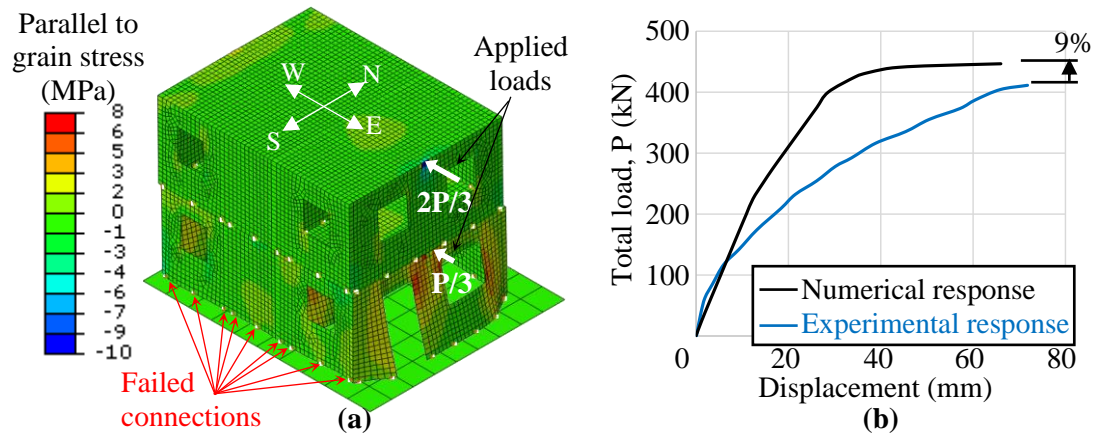 Parallel to
grain stress
(MPa)
8
6
5
4
2
0
-1
-3
-4
-6
-7
-9
-10
W
N
S
E
Applied
loads
2P/3
P/3
Failed
connections
(a)
Total load, P (kN)
500
400
300
200
100
0
20
40
60
80
9%
Numerical response
Experimental response
Displacement (mm)
(b)